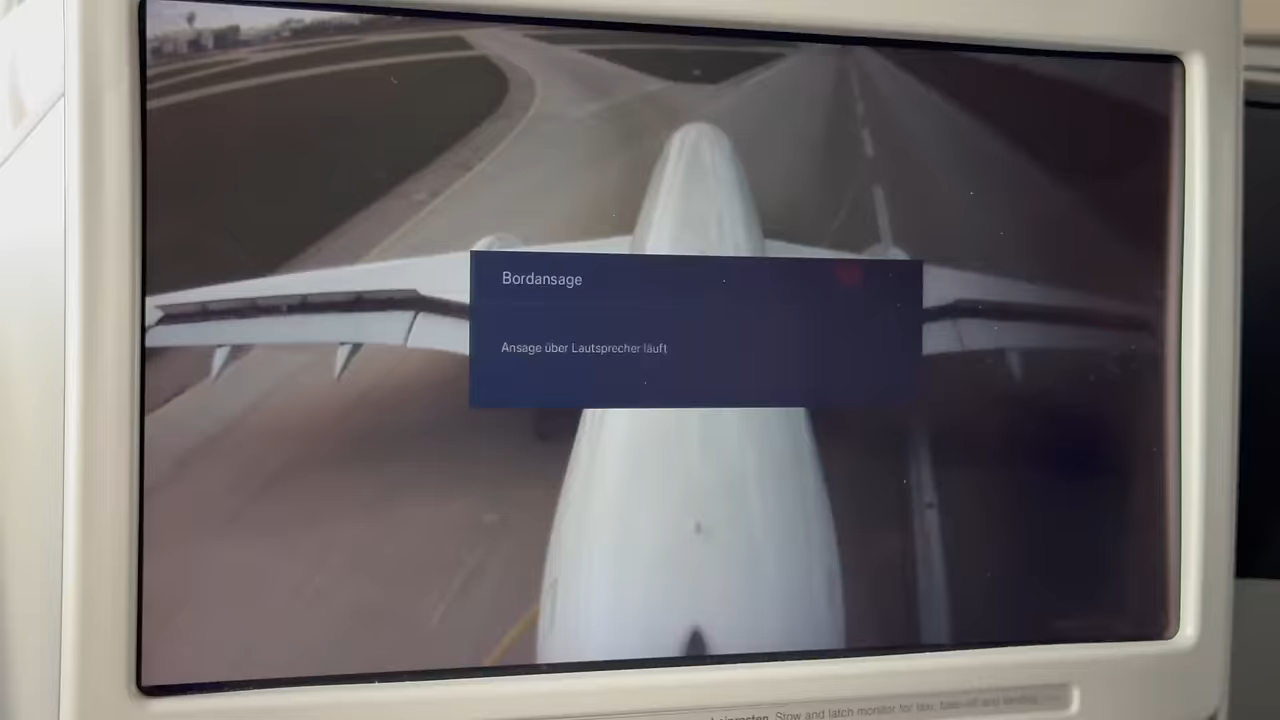 Bordansage
Ansage über Lautsprecher läuft
Stow and latch monitor for taxi, take-off and landing.